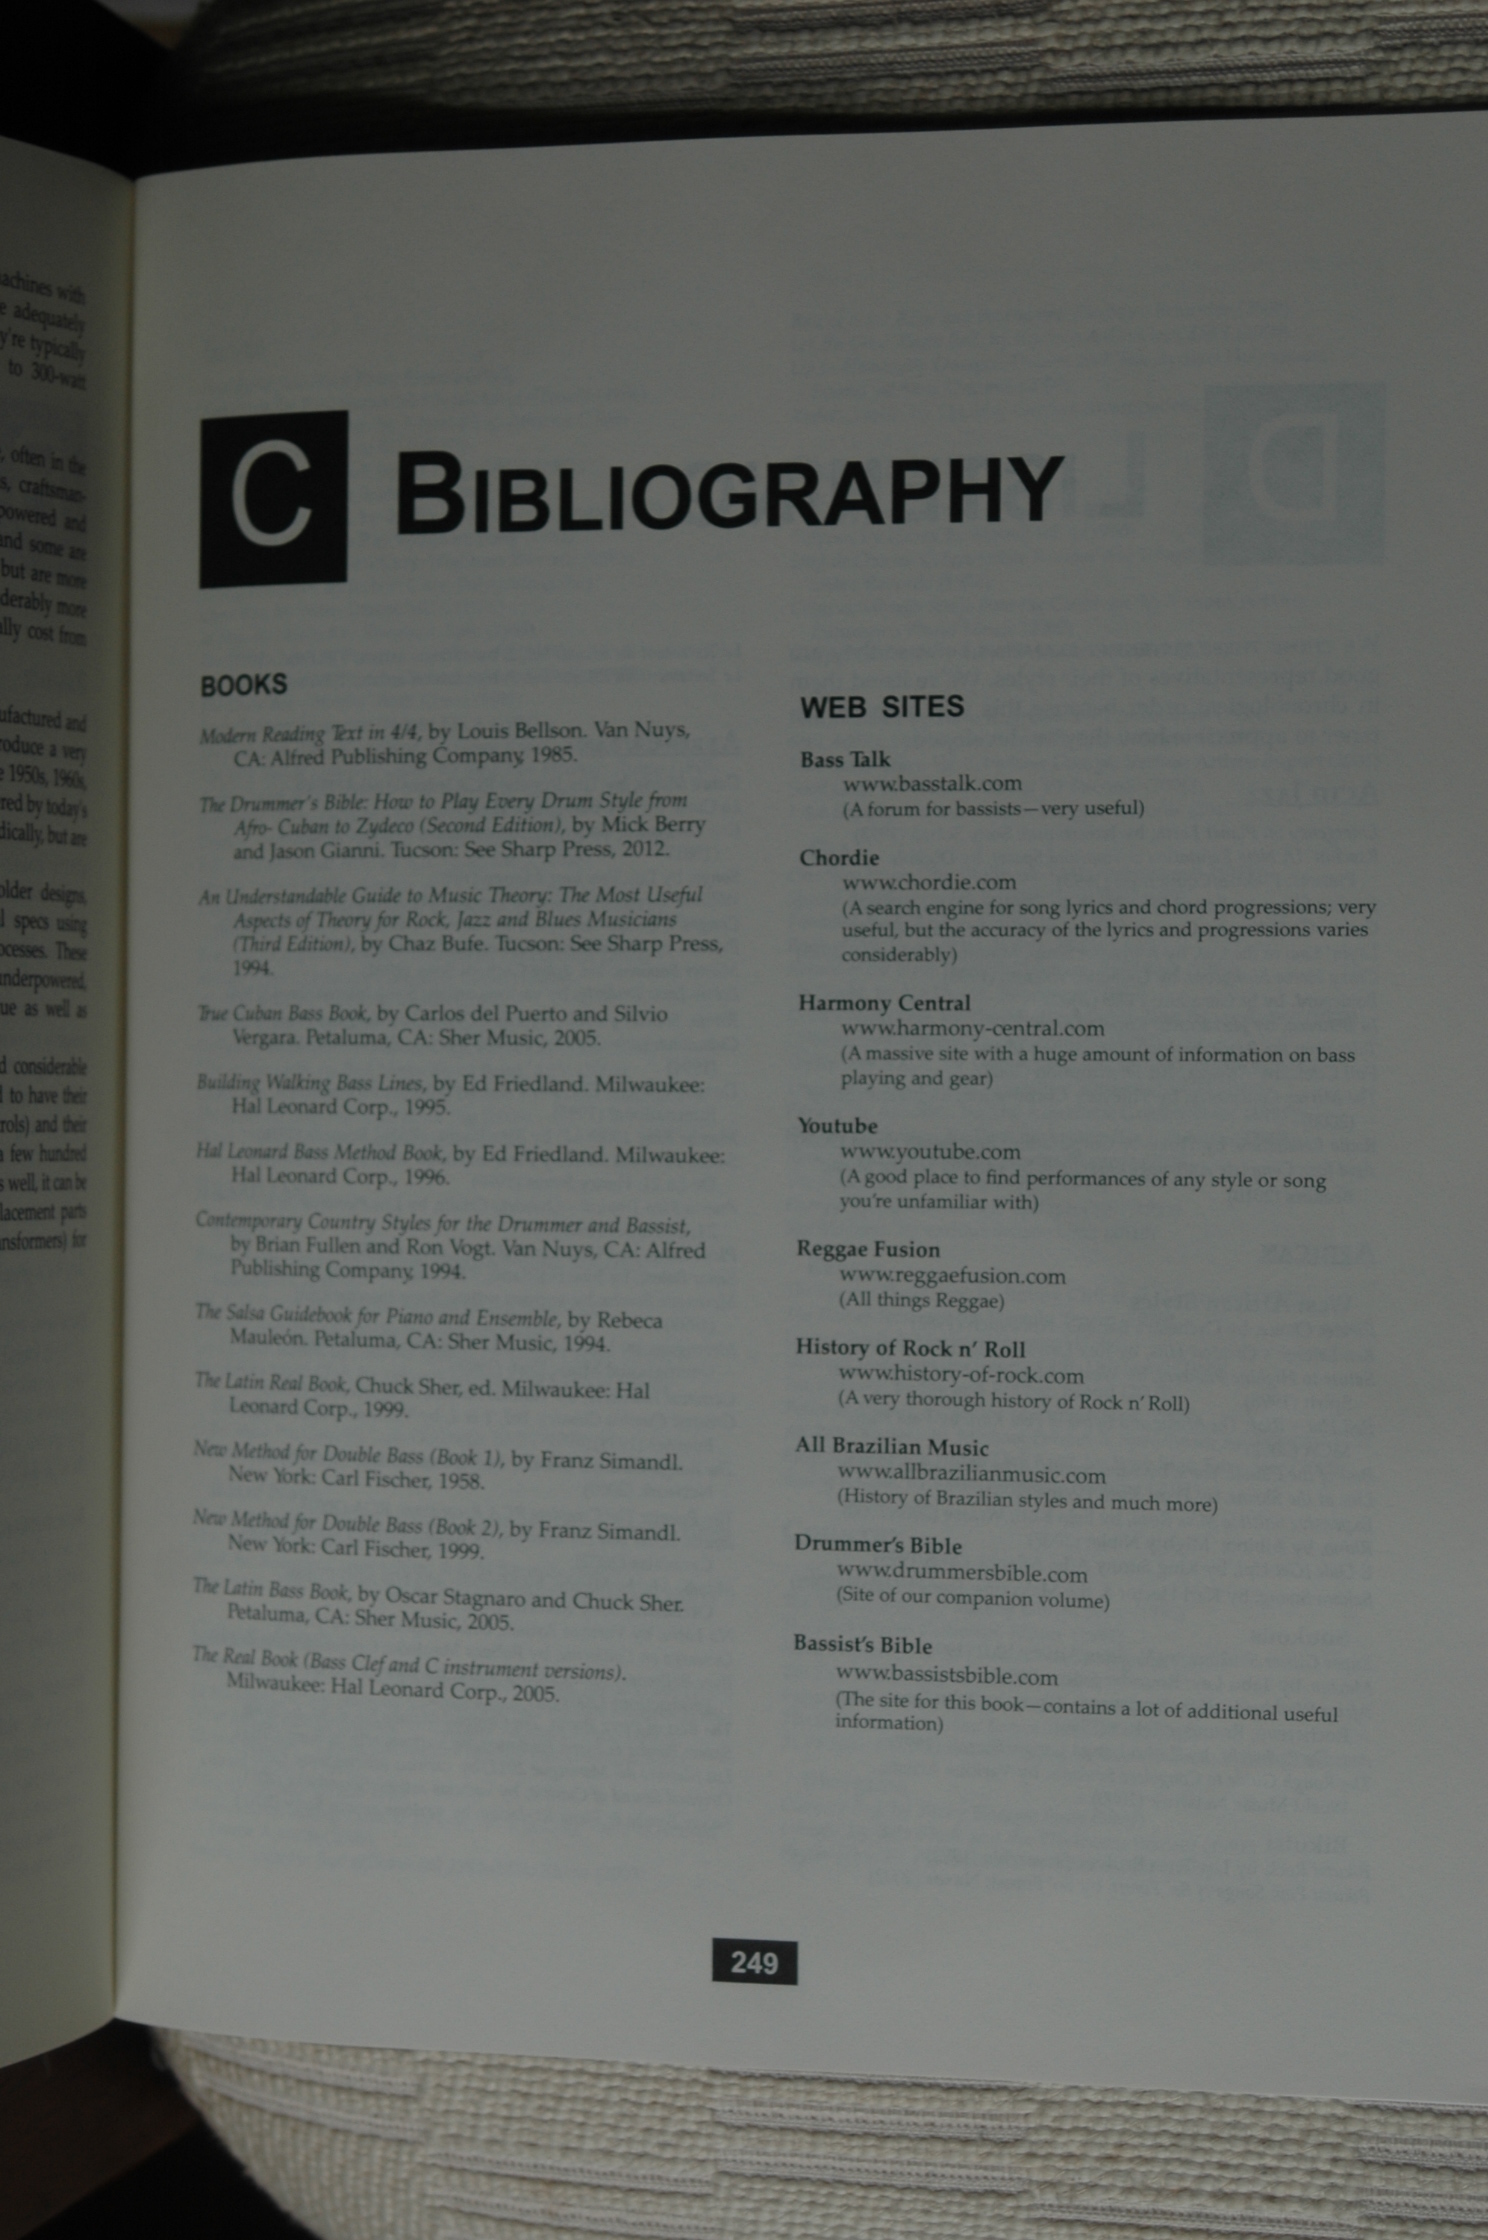 achines with
e adequately
y're typically
to 300-watt
, often in the
s, craftsman-
powered and
and some are
but are more
derably more
lly cost from
ufactured and
roduce a very
e 1950s, 1960s,
red by today's
dically, but are
older designs,
l specs using
ocesses. These
underpowered,
ue as well as
d considerable
l to have their
rols) and their
a few hundred
s well, it can be
lacement parts
ansformers) for
C BIBLIOGRAPHY
BOOKS
Modern Reading Text in 4/4, by Louis Bellson. Van Nuys,
CA: Alfred Publishing Company, 1985.
The Drummer's Bible: How to Play Every Drum Style from
Afro- Cuban to Zydeco (Second Edition), by Mick Berry
and Jason Gianni. Tucson: See Sharp Press, 2012.
An Understandable Guide to Music Theory: The Most Useful
Aspects of Theory for Rock, Jazz and Blues Musicians
(Third Edition), by Chaz Bufe. Tucson: See Sharp Press,
1994.
True Cuban Bass Book, by Carlos del Puerto and Silvio
Vergara. Petaluma, CA: Sher Music, 2005.
Building Walking Bass Lines, by Ed Friedland. Milwaukee:
Hal Leonard Corp., 1995.
Hal Leonard Bass Method Book, by Ed Friedland. Milwaukee:
Hal Leonard Corp., 1996.
Contemporary Country Styles for the Drummer and Bassist,
by Brian Fullen and Ron Vogt. Van Nuys, CA: Alfred
Publishing Company, 1994.
The Salsa Guidebook for Piano and Ensemble, by Rebeca
Mauleón. Petaluma, CA: Sher Music, 1994.
The Latin Real Book, Chuck Sher, ed. Milwaukee: Hal
Leonard Corp., 1999.
New Method for Double Bass (Book 1), by Franz Simandl.
New York: Carl Fischer, 1958.
New Method for Double Bass (Book 2), by Franz Simandl.
New York: Carl Fischer, 1999.
The Latin Bass Book, by Oscar Stagnaro and Chuck Sher.
Petaluma, CA: Sher Music, 2005.
The Real Book (Bass Clef and C instrument versions).
Milwaukee: Hal Leonard Corp., 2005.
WEB SITES
Bass Talk
www.basstalk.com
(A forum for bassists—very useful)
Chordie
www.chordie.com
(A search engine for song lyrics and chord progressions; very
useful, but the accuracy of the lyrics and progressions varies
considerably)
Harmony Central
www.harmony-central.com
(A massive site with a huge amount of information on bass
playing and gear)
Youtube
www.youtube.com
(A good place to find performances of any style or song
you're unfamiliar with)
Reggae Fusion
www.reggaefusion.com
(All things Reggae)
History of Rock n' Roll
www.history-of-rock.com
(A very thorough history of Rock n' Roll)
All Brazilian Music
www.allbrazilianmusic.com
(History of Brazilian styles and much more)
Drummer's Bible
www.drummersbible.com
(Site of our companion volume)
Bassist's Bible
www.bassistsbible.com
(The site for this book—contains a lot of additional useful
information)
249